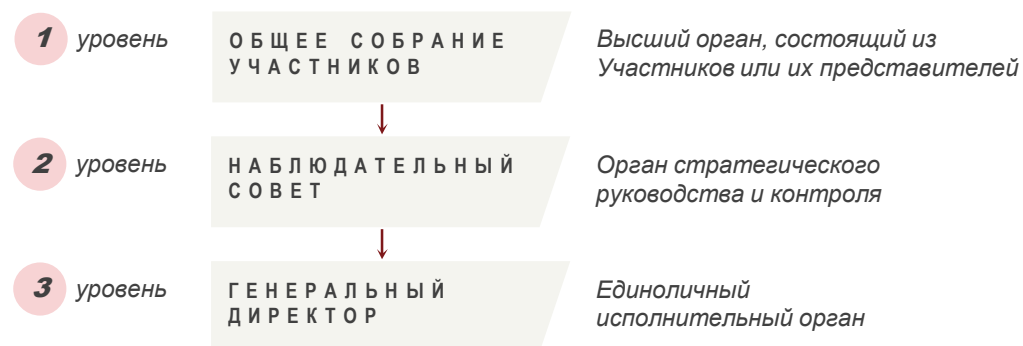 1 уровень
ОБЩЕЕ СОБРАНИЕ
УЧАСТНИКОВ
Высший орган, состоящий из
Участников или их представителей
2 уровень
НАБЛЮДАТЕЛЬНЫЙ
СОВЕТ
Орган стратегического
руководства и контроля
3 уровень
ГЕНЕРАЛЬНЫЙ
ДИРЕКТОР
Единоличный
исполнительный орган